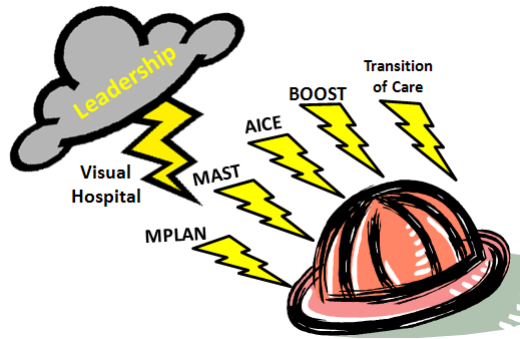 Leadership
Visual
Hospital
MPLAN
MAST
AICE
BOOST
Transition
of Care